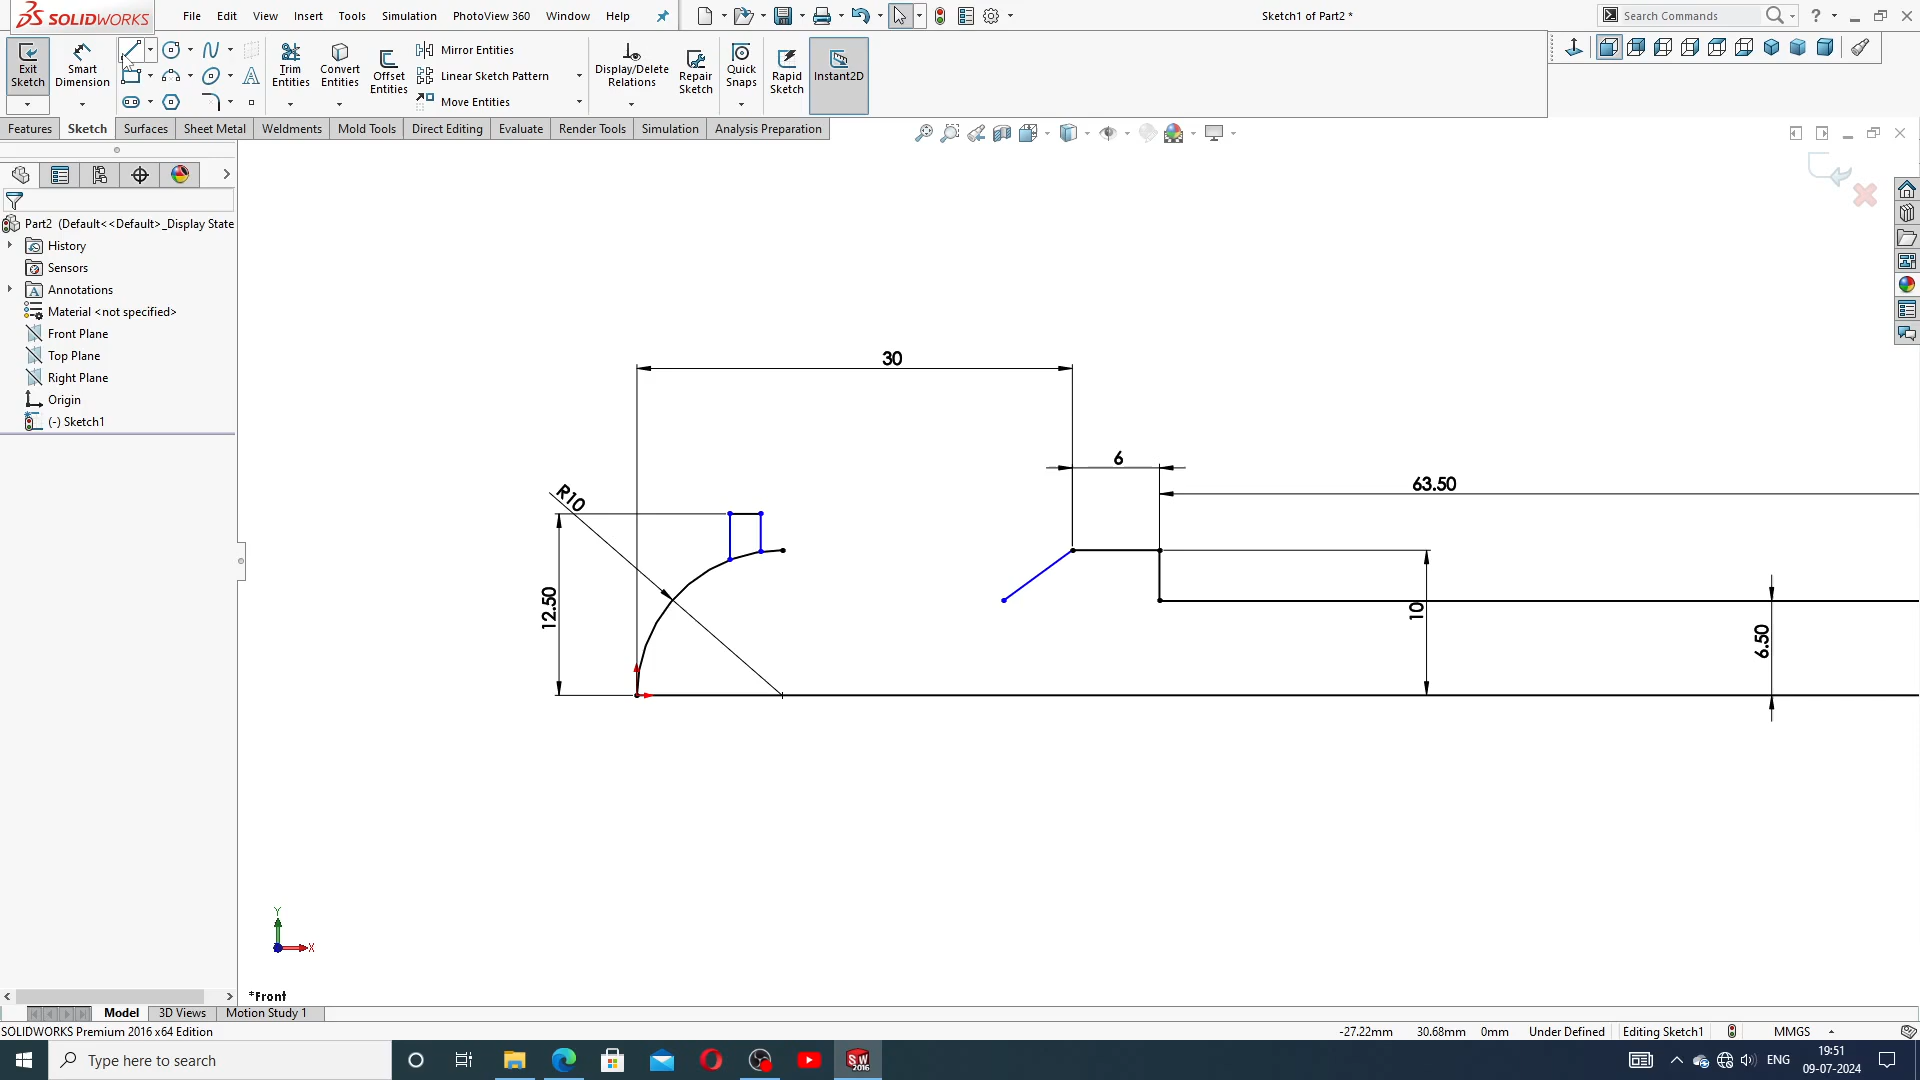 SOLIDWORKS
File Edit View Insert Tools Simulation PhotoView 360 Window Help
Sketch1 of Part2 *
Search Commands
Exit Sketch
Smart Dimension
Trim Entities
Convert Entities
Offset Entities
Mirror Entities
Linear Sketch Pattern
Move Entities
Display/Delete Relations
Repair Sketch
Quick Snaps
Rapid Sketch
Instant2D
Features Sketch Surfaces Sheet Metal Weldments Mold Tools Direct Editing Evaluate Render Tools Simulation Analysis Preparation
Part2 (Default<<Default>_Display State
History
Sensors
Annotations
Material <not specified>
Front Plane
Top Plane
Right Plane
Origin
(-) Sketch1
30
6
63.50
R10
12.50
10
6.50
Y
X
*Front
Model 3D Views Motion Study 1
SOLIDWORKS Premium 2016 x64 Edition
-27.22mm 30.68mm 0mm Under Defined Editing Sketch1 MMGS
Type here to search
SW
2016
ENG
19:51
09-07-2024